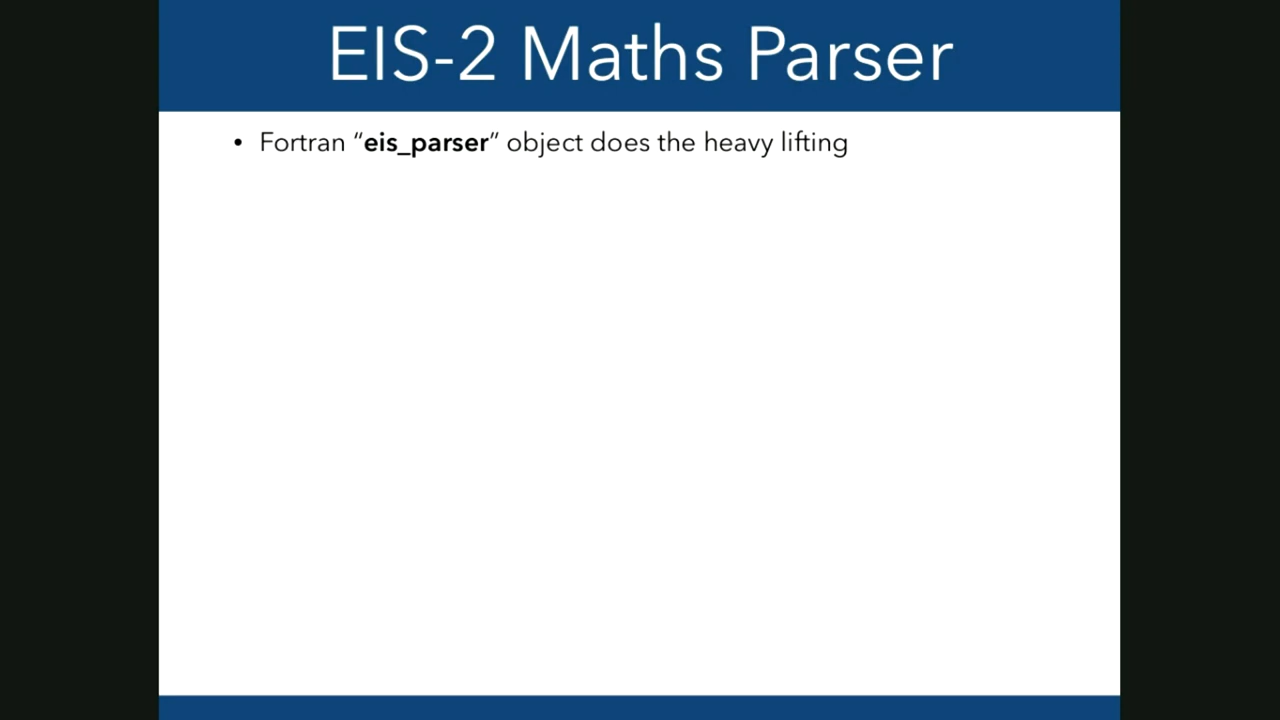 EIS-2 Maths Parser
• Fortran “eis_parser” object does the heavy lifting